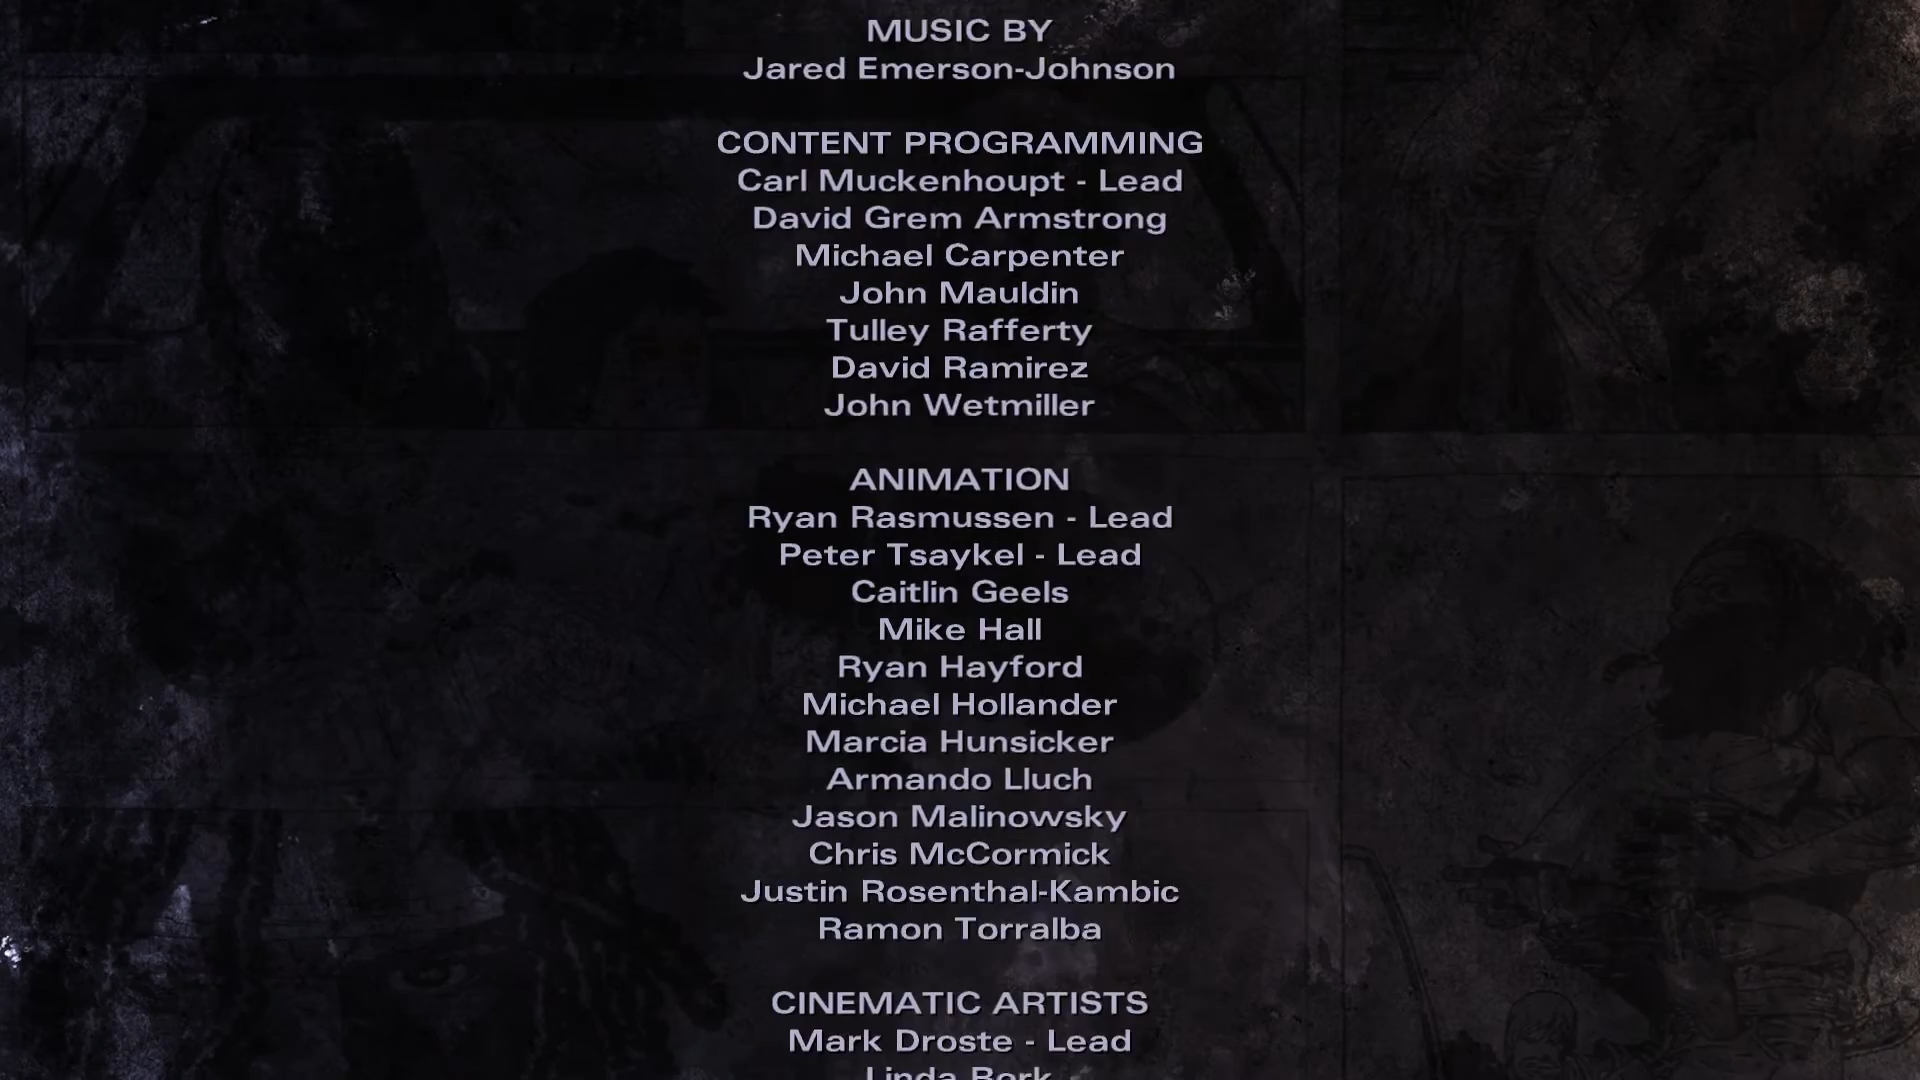 MUSIC BY
Jared Emerson-Johnson
CONTENT PROGRAMMING
Carl Muckenhoupt - Lead
David Grem Armstrong
Michael Carpenter
John Mauldin
Tulley Rafferty
David Ramirez
John Wetmiller
ANIMATION
Ryan Rasmussen - Lead
Peter Tsaykel - Lead
Caitlin Geels
Mike Hall
Ryan Hayford
Michael Hollander
Marcia Hunsicker
Armando Lluch
Jason Malinowsky
Chris McCormick
Justin Rosenthal-Kambic
Ramon Torralba
CINEMATIC ARTISTS
Mark Droste - Lead
Linda Bork